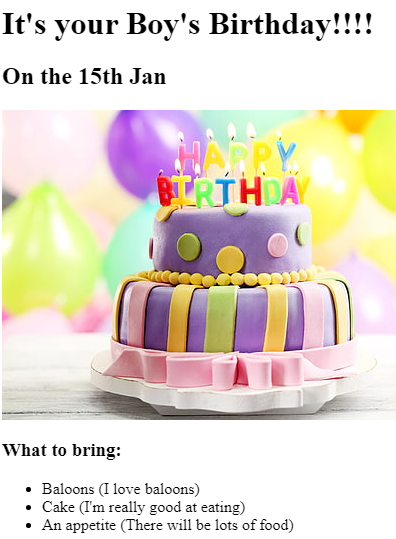 It's your Boy's Birthday!!!!
On the 15th Jan
HAPPY
BIRTHDAY
What to bring:
Baloons (I love baloons)
Cake (I'm really good at eating)
An appetite (There will be lots of food)